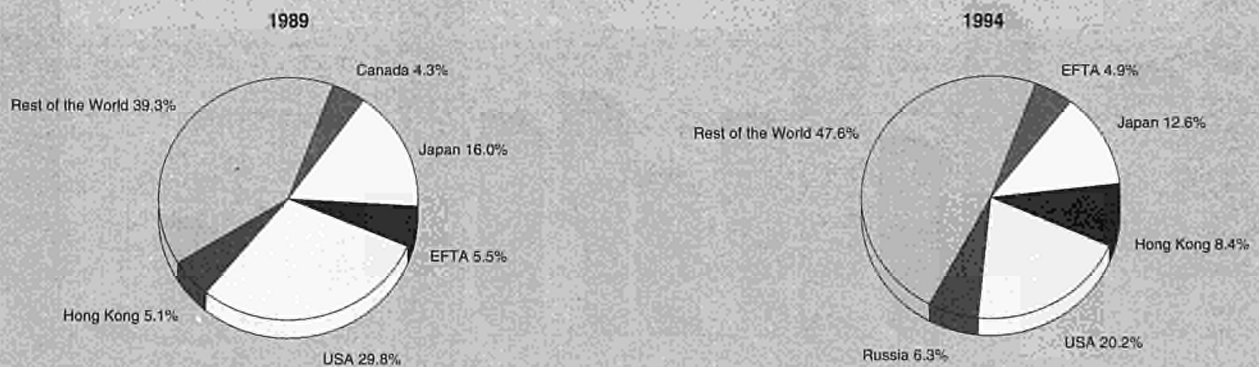 1989
Canada 4.3%
Rest of the World 39.3%
Japan 16.0%
EFTA 5.5%
Hong Kong 5.1%
USA 29.8%
1994
EFTA 4.9%
Japan 12.6%
Rest of the World 47.6%
Hong Kong 8.4%
USA 20.2%
Russia 6.3%